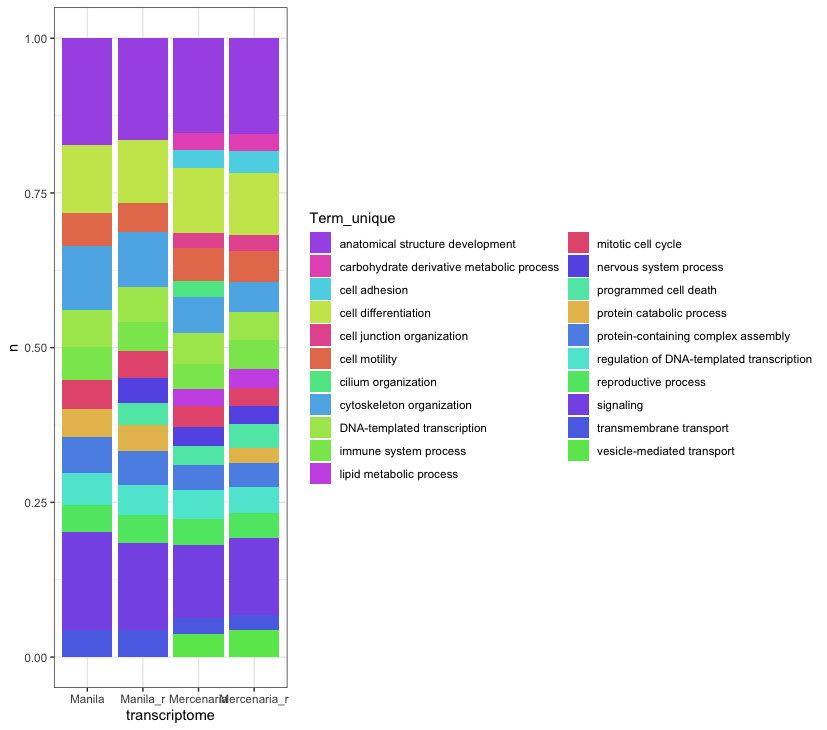 1.00
0.75
0.50
0.25
0.00
n
Manila
Manila_r
Mercenaria
Mercenaria_r
transcriptome
Term_unique
anatomical structure development
carbohydrate derivative metabolic process
cell adhesion
cell differentiation
cell junction organization
cell motility
cilium organization
cytoskeleton organization
DNA-templated transcription
immune system process
lipid metabolic process
mitotic cell cycle
nervous system process
programmed cell death
protein catabolic process
protein-containing complex assembly
regulation of DNA-templated transcription
reproductive process
signaling
transmembrane transport
vesicle-mediated transport